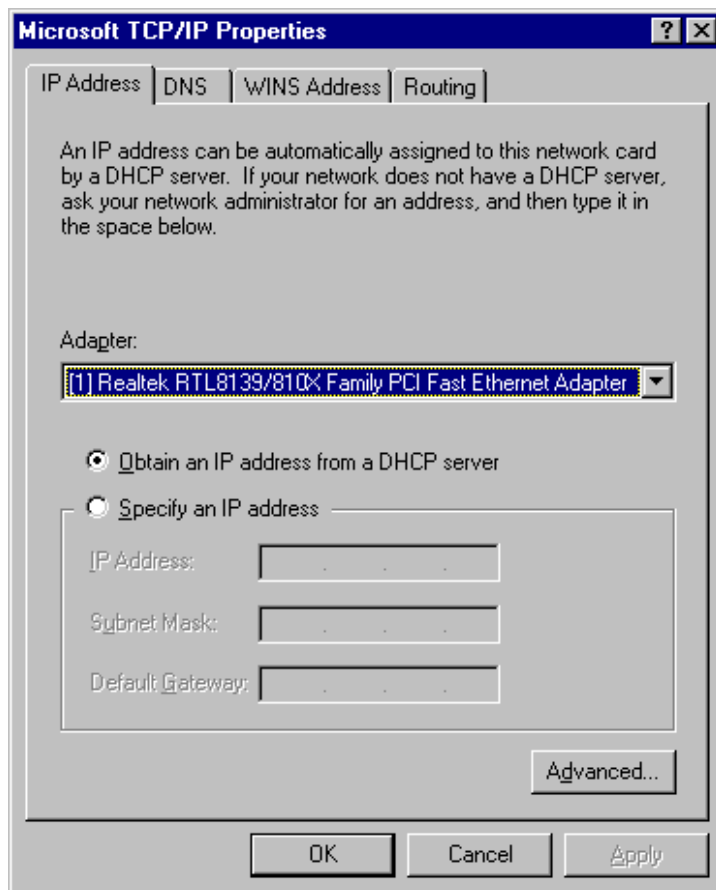 Microsoft TCP/IP Properties
IP Address DNS WINS Address Routing
An IP address can be automatically assigned to this network card
by a DHCP server. If your network does not have a DHCP server,
ask your network administrator for an address, and then type it in
the space below.
Adapter:
[1] Realtek RTL8139/810X Family PCI Fast Ethernet Adapter
Obtain an IP address from a DHCP server
Specify an IP address
IP Address: . . .
Subnet Mask: . . .
Default Gateway: . . .
Advanced...
OK Cancel Apply